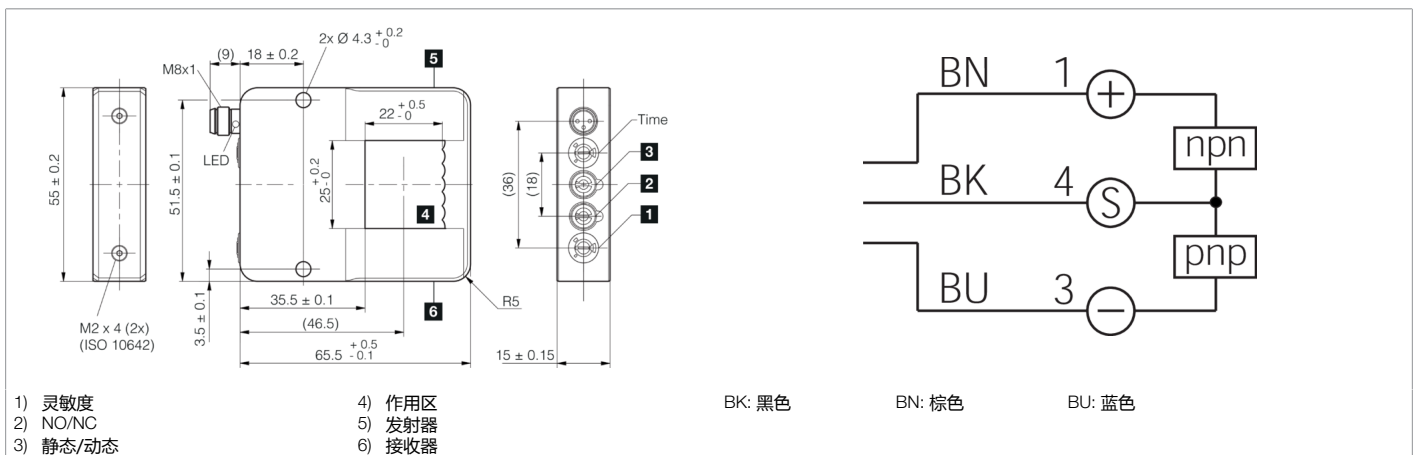 2x Ø 4.3 +0.2 -0
(9)
18 ± 0.2
M8x1
5
22 +0.5 -0
LED
55 ± 0.2
51.5 ± 0.1
25 +0.2 -0
4
3.5 ± 0.1
M2 x 4 (2x)
(ISO 10642)
35.5 ± 0.1
(46.5)
65.5 +0.5 -0.1
6
R5
Time
(36)
(18)
3
2
1
15 ± 0.15
BN 1 +
npn
BK 4 S
pnp
BU 3 −
1) 灵敏度
2) NO/NC
3) 静态/动态
4) 作用区
5) 发射器
6) 接收器
BK: 黑色
BN: 棕色
BU: 蓝色